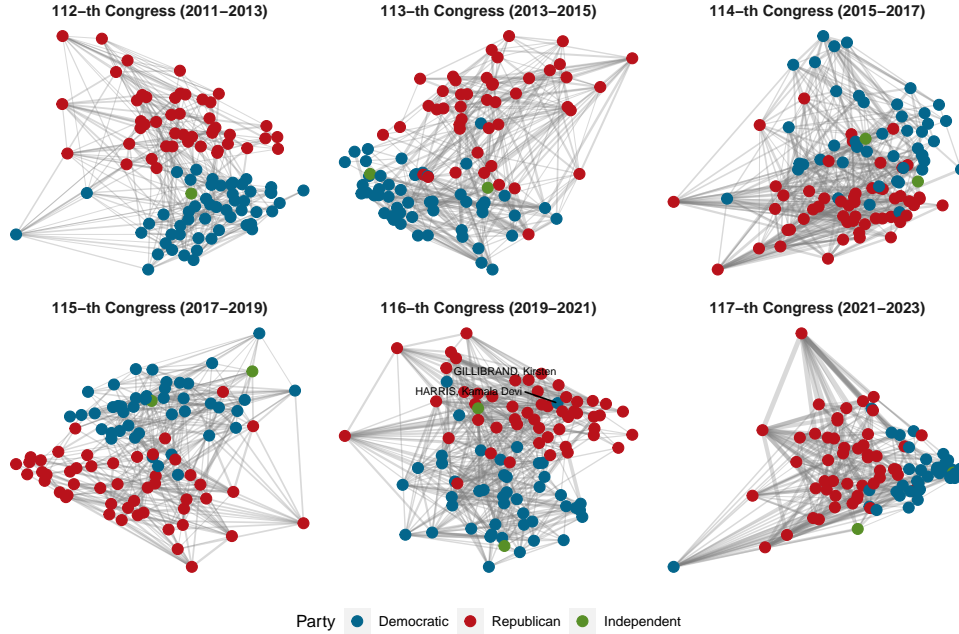 112−th Congress (2011−2013)
113−th Congress (2013−2015)
114−th Congress (2015−2017)
115−th Congress (2017−2019)
116−th Congress (2019−2021)
117−th Congress (2021−2023)
GILLIBRAND, Kirsten
HARRIS, Kamala Devi
Party Democratic Republican Independent